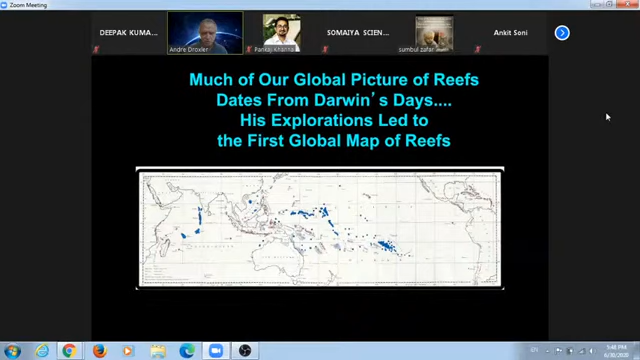 Zoom Meeting
DEEPAK KUMA...
Andre Droxler
Pankaj Khanna
SOMAIYA SCIEN...
sumbul zafar
Ankit Soni
Much of Our Global Picture of Reefs
Dates From Darwin's Days....
His Explorations Led to
the First Global Map of Reefs
EN
5:48 PM
6/30/2020